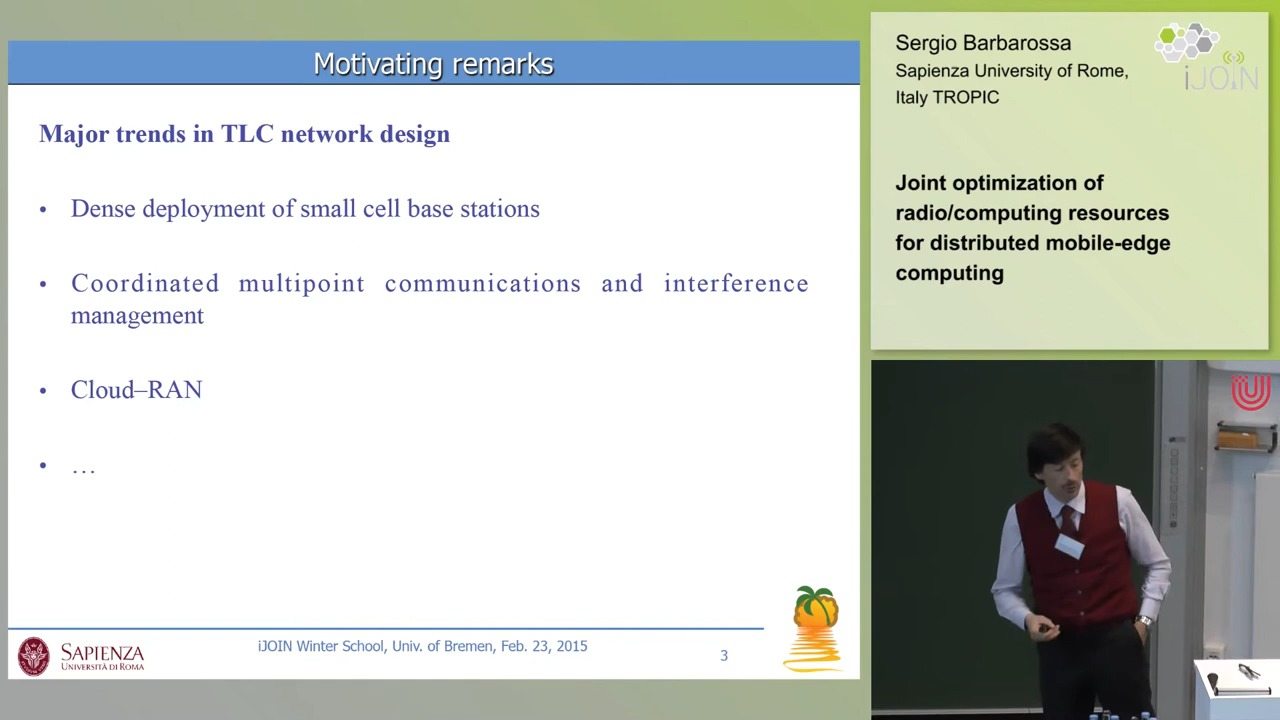 Motivating remarks
Major trends in TLC network design
• Dense deployment of small cell base stations
• Coordinated multipoint communications and interference
management
• Cloud–RAN
• …
SAPIENZA
UNIVERSITÀ DI ROMA
iJOIN Winter School, Univ. of Bremen, Feb. 23, 2015
3
Sergio Barbarossa
Sapienza University of Rome,
Italy TROPIC
iJOIN
Joint optimization of
radio/computing resources
for distributed mobile-edge
computing